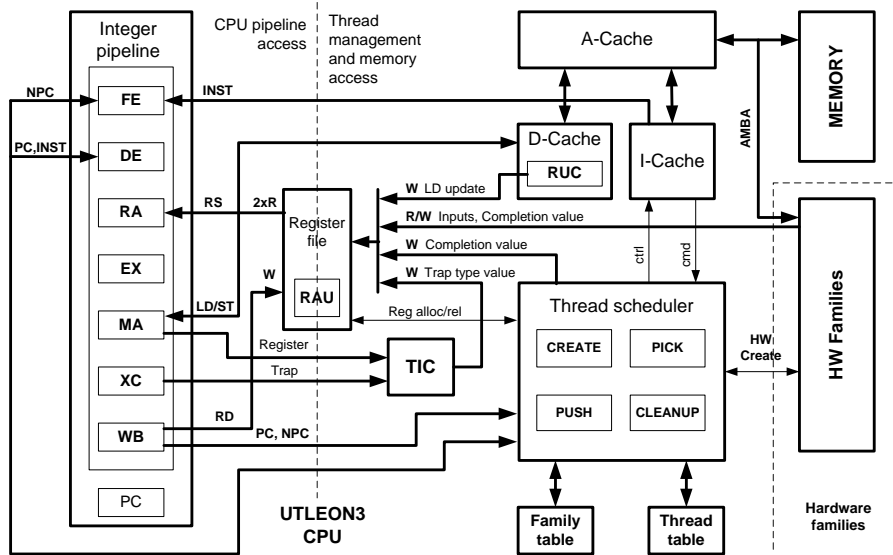 Integer
pipeline
CPU pipeline
access
Thread
management
and memory
access
A-Cache
MEMORY
NPC
FE
INST
AMBA
PC,INST
DE
D-Cache
RUC
I-Cache
W LD update
RA
RS
2xR
Register
file
R/W Inputs, Completion value
W Completion value
ctrl
cmd
EX
W
RAU
W Trap type value
HW Families
LD/ST
MA
Reg alloc/rel
Thread scheduler
Register
TIC
CREATE
PICK
HW
Create
XC
Trap
RD
PUSH
CLEANUP
WB
PC, NPC
PC
UTLEON3
CPU
Family
table
Thread
table
Hardware
families